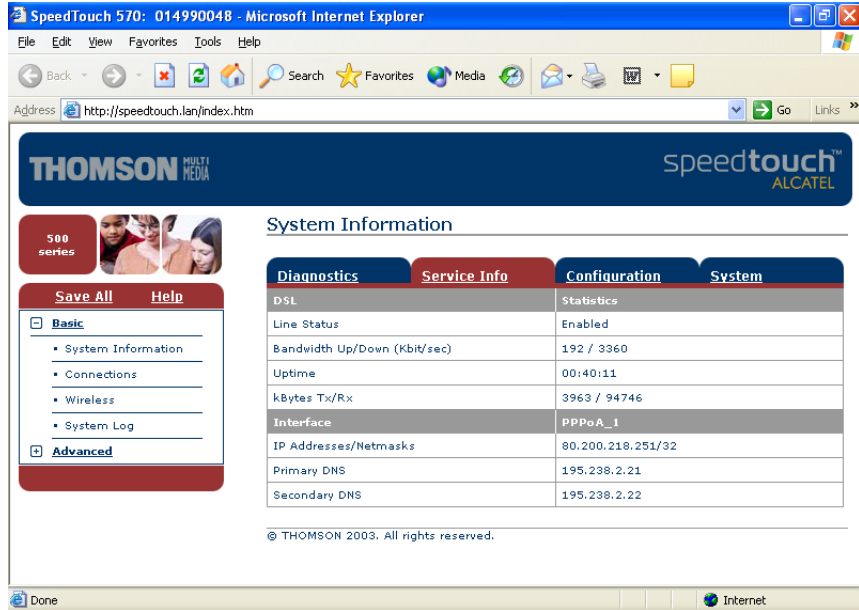 SpeedTouch 570: 014990048 - Microsoft Internet Explorer
File Edit View Favorites Tools Help
Back Search Favorites Media
Address http://speedtouch.lan/index.htm Go Links »
THOMSON MULTI MEDIA
speedtouch™
ALCATEL
500 series
System Information
Diagnostics Service Info Configuration System
Save All Help
Basic
System Information
Connections
Wireless
System Log
Advanced
DSL Statistics
Line Status Enabled
Bandwidth Up/Down (Kbit/sec) 192 / 3360
Uptime 00:40:11
kBytes Tx/Rx 3963 / 94746
Interface PPPoA_1
IP Addresses/Netmasks 80.200.218.251/32
Primary DNS 195.238.2.21
Secondary DNS 195.238.2.22
© THOMSON 2003. All rights reserved.
Done Internet